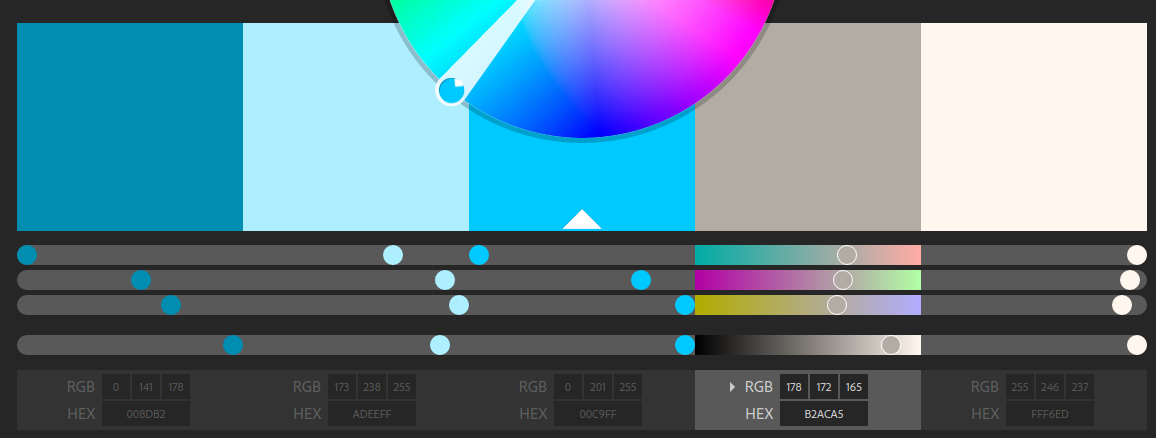 RGB 0 141 178 RGB 173 238 255 RGB 0 201 255 RGB 178 172 165 RGB 255 246 237
HEX 008DB2 HEX ADEEFF HEX 00C9FF HEX B2ACA5 HEX FFF6ED